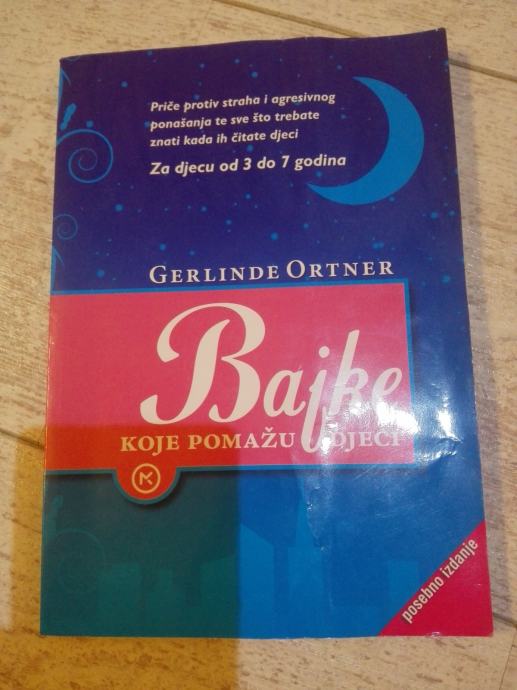 Priče protiv straha i agresivnog
ponašanja te sve što trebate
znati kada ih čitate djeci
Za djecu od 3 do 7 godina
GERLINDE ORTNER
Bajke
KOJE POMAŽU DJECI
posebno izdanje